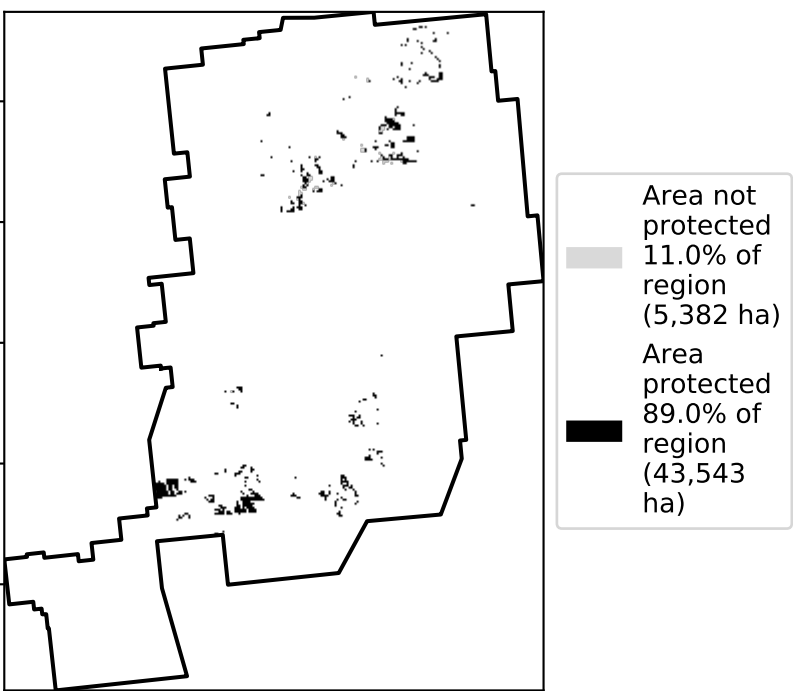 Area not
protected
11.0% of
region
(5,382 ha)
Area
protected
89.0% of
region
(43,543
ha)